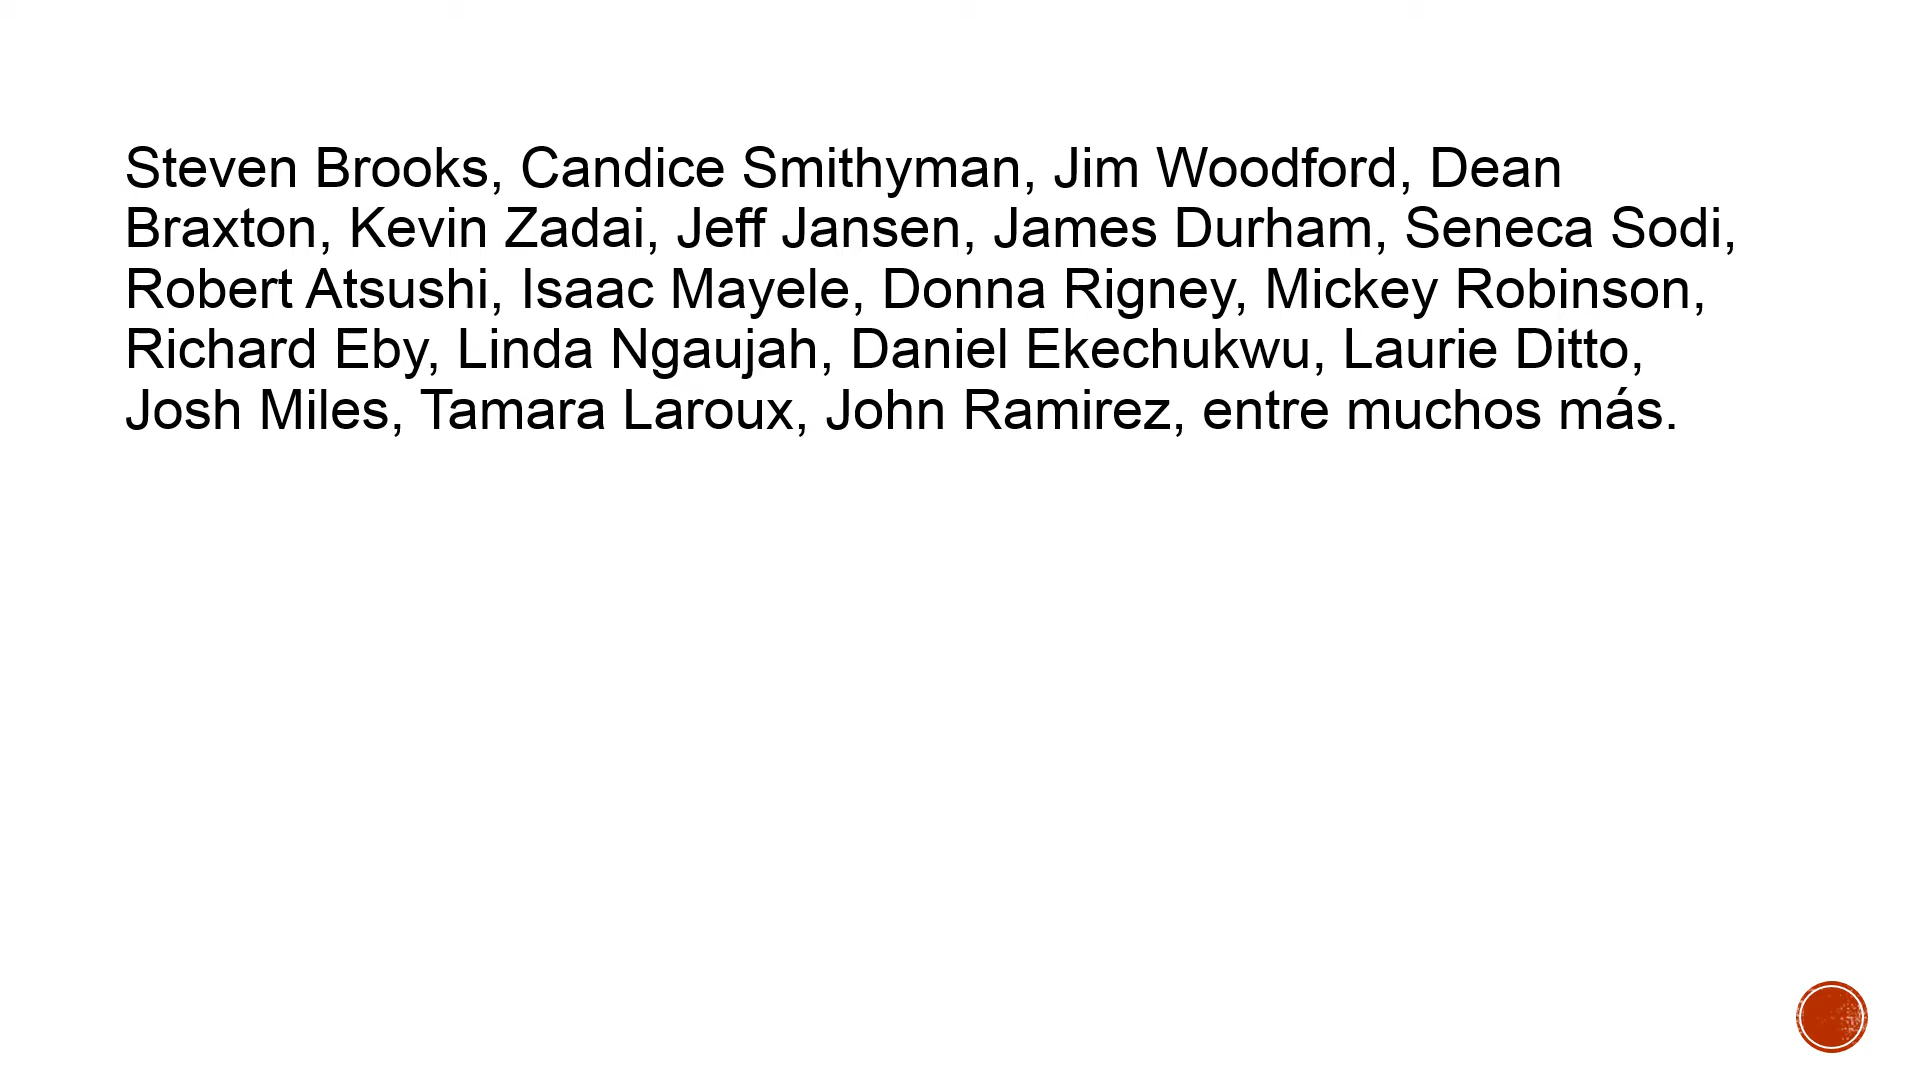 Steven Brooks, Candice Smithyman, Jim Woodford, Dean
Braxton, Kevin Zadai, Jeff Jansen, James Durham, Seneca Sodi,
Robert Atsushi, Isaac Mayele, Donna Rigney, Mickey Robinson,
Richard Eby, Linda Ngaujah, Daniel Ekechukwu, Laurie Ditto,
Josh Miles, Tamara Laroux, John Ramirez, entre muchos más.